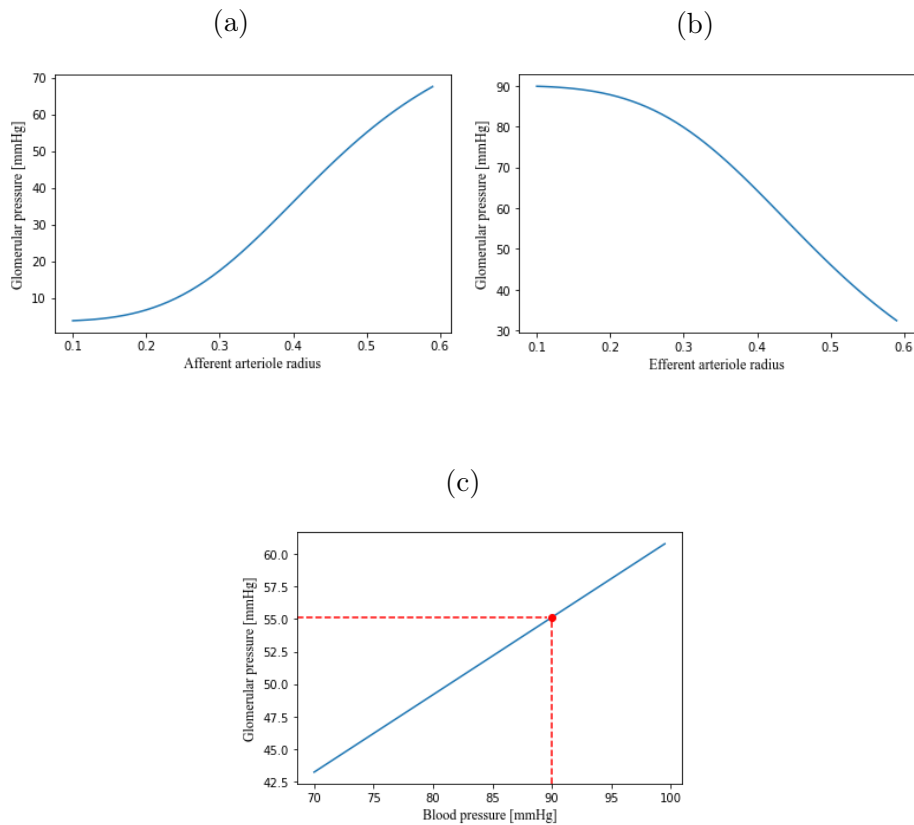 (a)
(b)
Glomerular pressure [mmHg]
70
60
50
40
30
20
10
0.1 0.2 0.3 0.4 0.5 0.6
Afferent arteriole radius
Glomerular pressure [mmHg]
90
80
70
60
50
40
30
0.1 0.2 0.3 0.4 0.5 0.6
Efferent arteriole radius
(c)
Glomerular pressure [mmHg]
60.0
57.5
55.0
52.5
50.0
47.5
45.0
42.5
70 75 80 85 90 95 100
Blood pressure [mmHg]